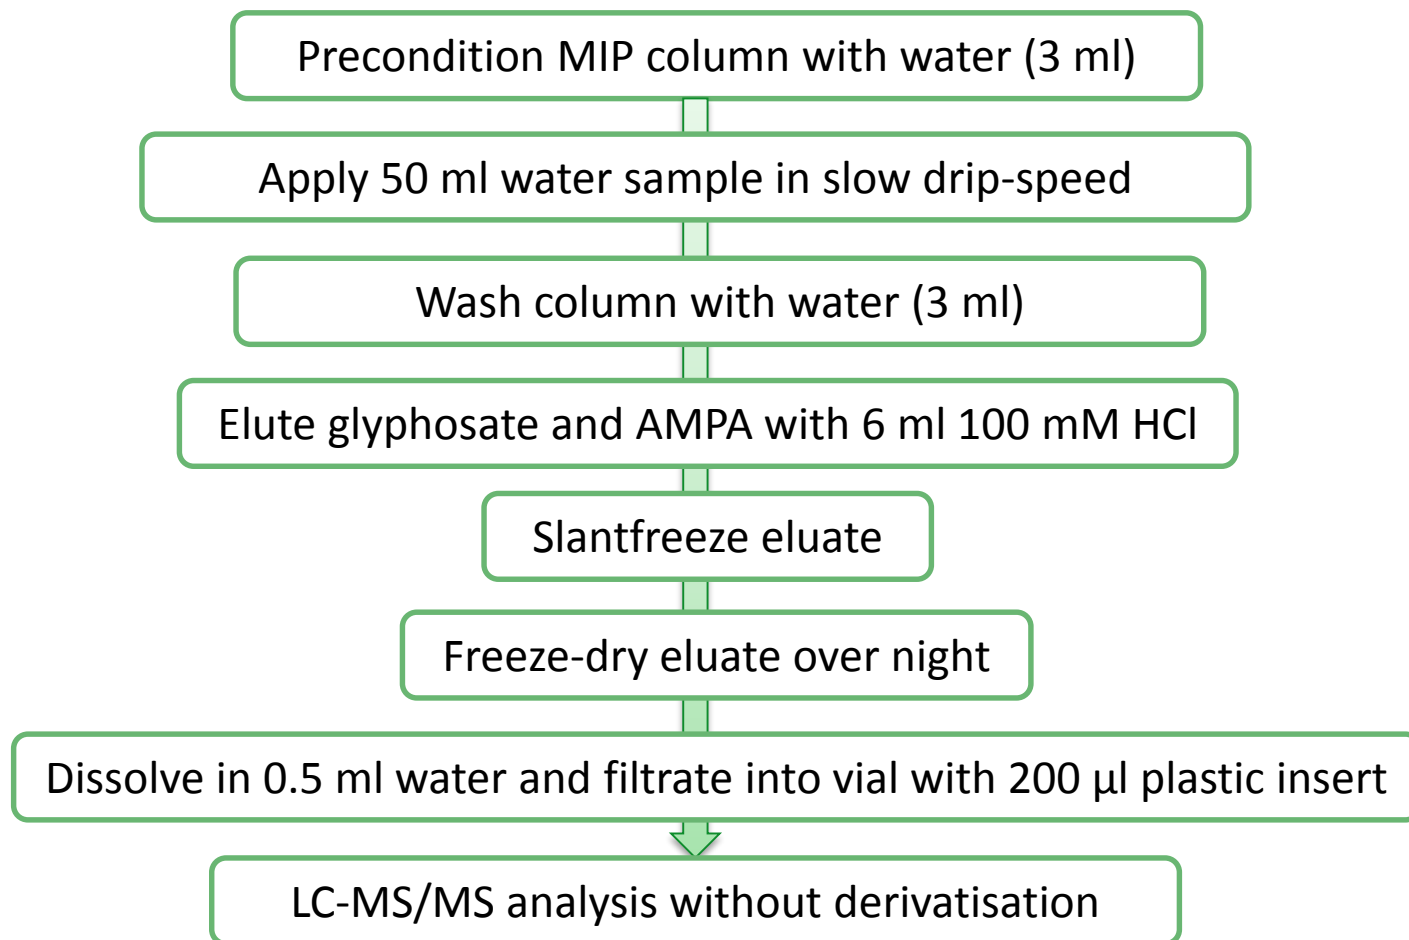 Precondition MIP column with water (3 ml)
Apply 50 ml water sample in slow drip-speed
Wash column with water (3 ml)
Elute glyphosate and AMPA with 6 ml 100 mM HCl
Slantfreeze eluate
Freeze-dry eluate over night
Dissolve in 0.5 ml water and filtrate into vial with 200 µl plastic insert
LC-MS/MS analysis without derivatisation